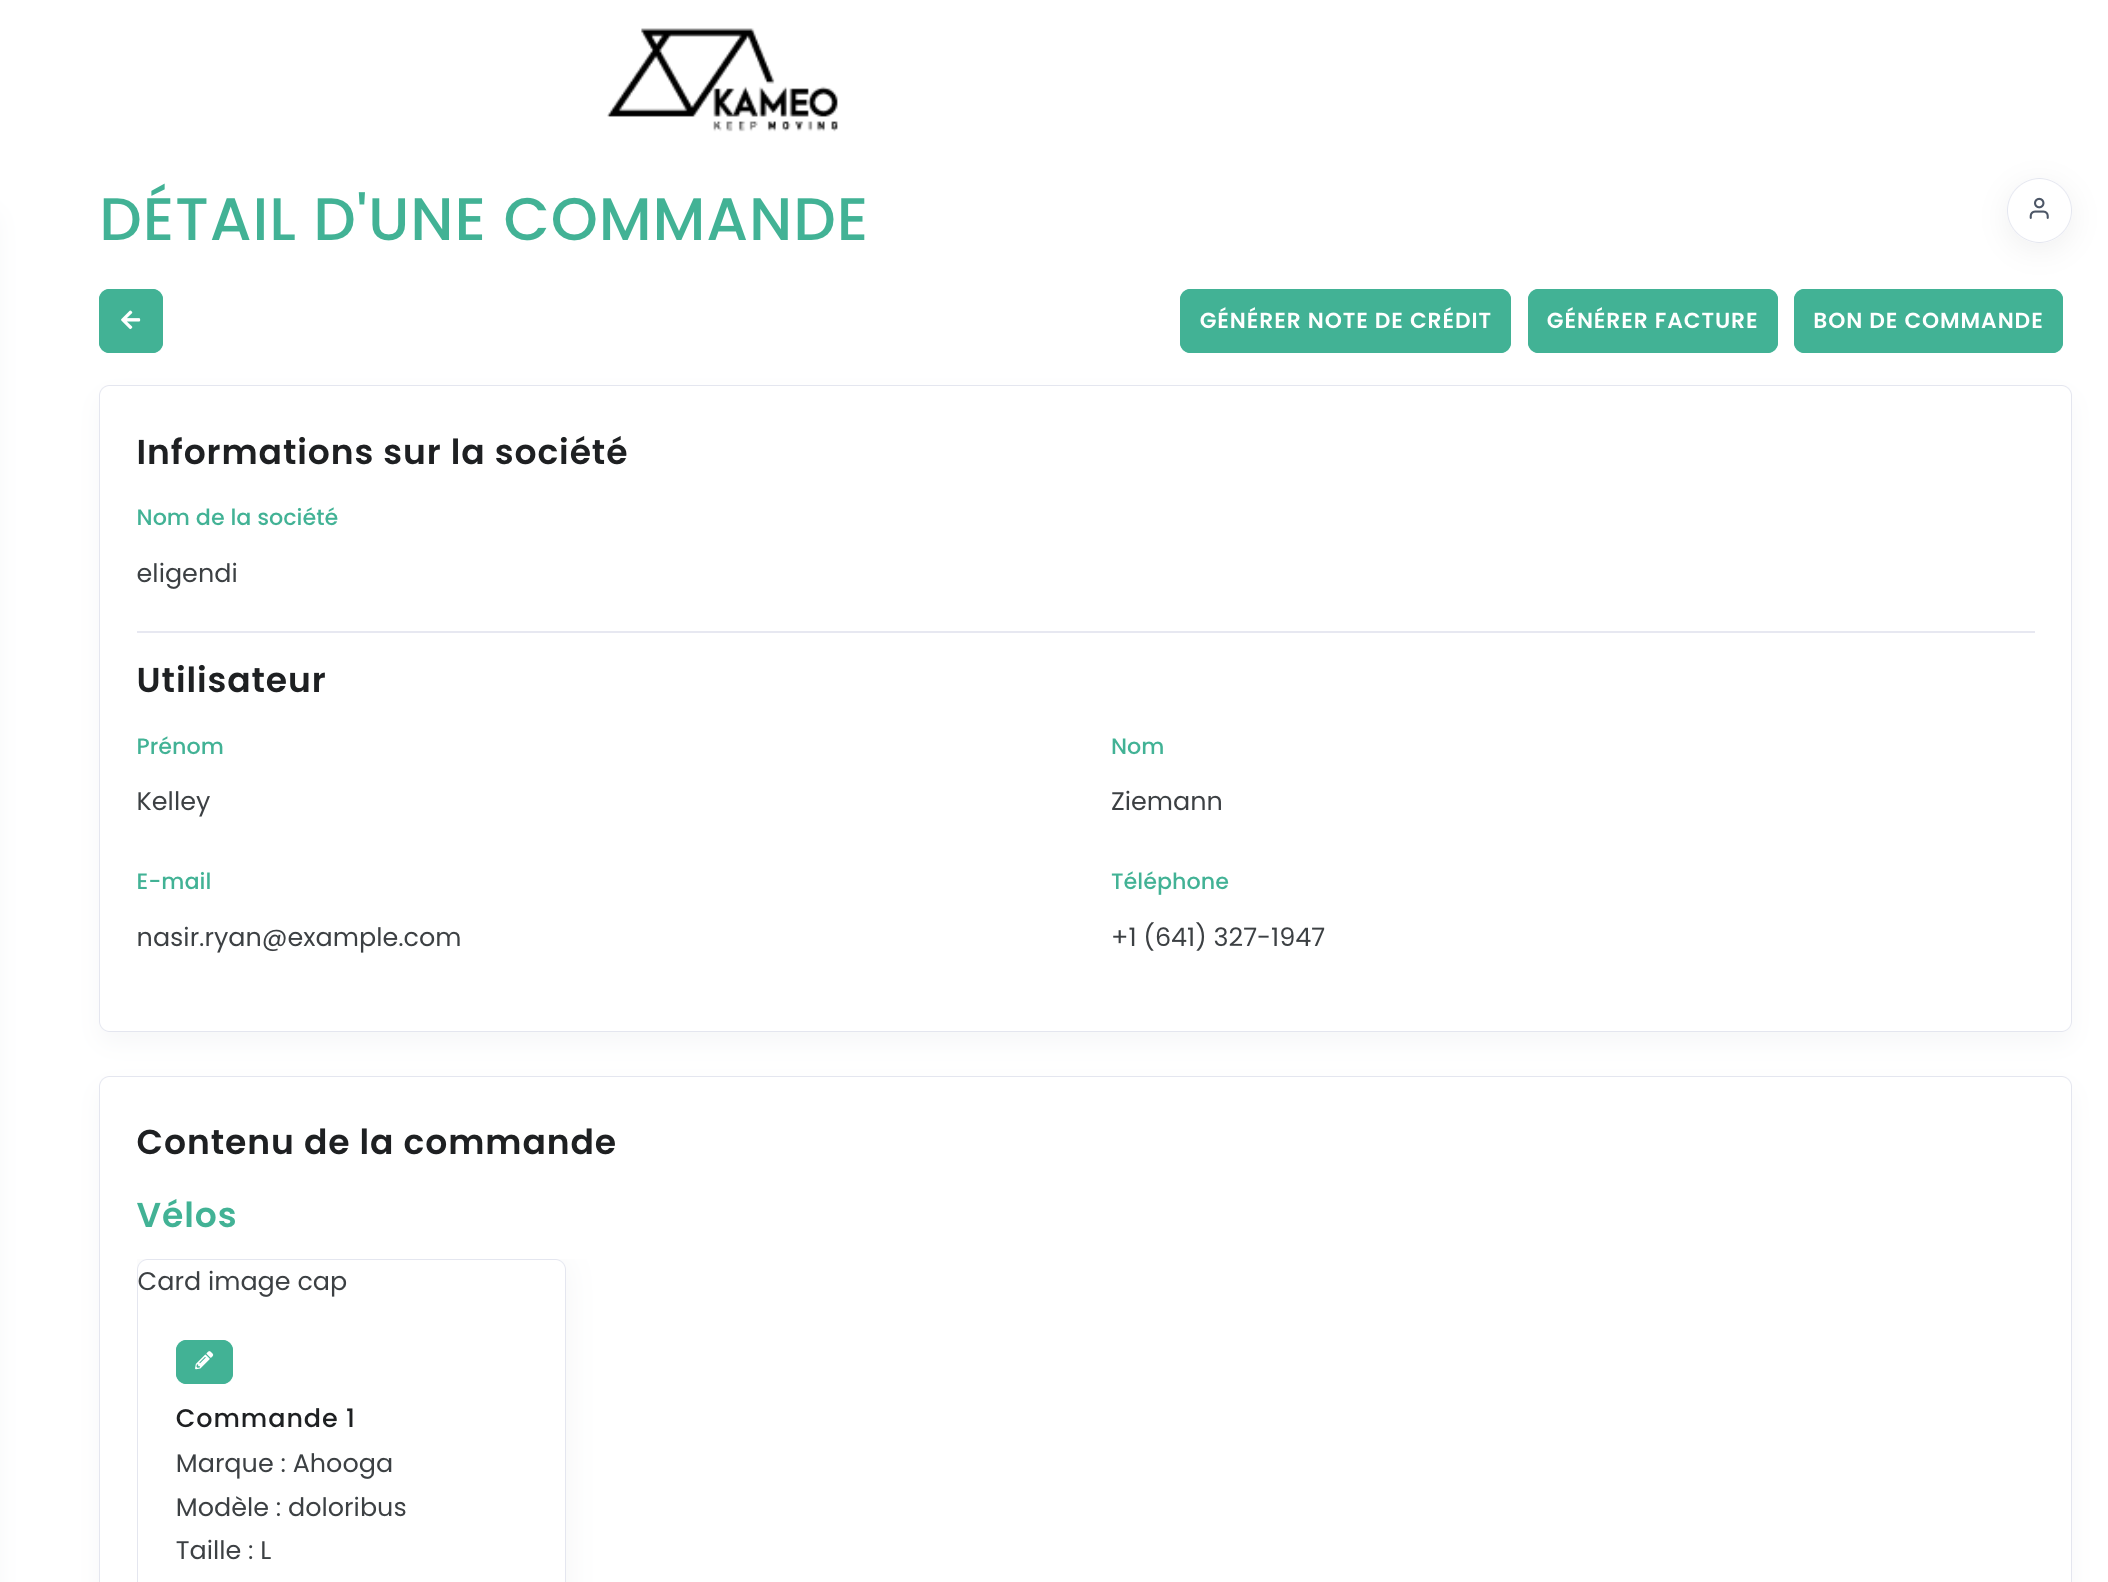 KAMEO
KEEP MOVING
DÉTAIL D'UNE COMMANDE
GÉNÉRER NOTE DE CRÉDIT
GÉNÉRER FACTURE
BON DE COMMANDE
Informations sur la société
Nom de la société
eligendi
Utilisateur
Prénom
Nom
Kelley
Ziemann
E-mail
Téléphone
nasir.ryan@example.com
+1 (641) 327-1947
Contenu de la commande
Vélos
Card image cap
Commande 1
Marque : Ahooga
Modèle : doloribus
Taille : L